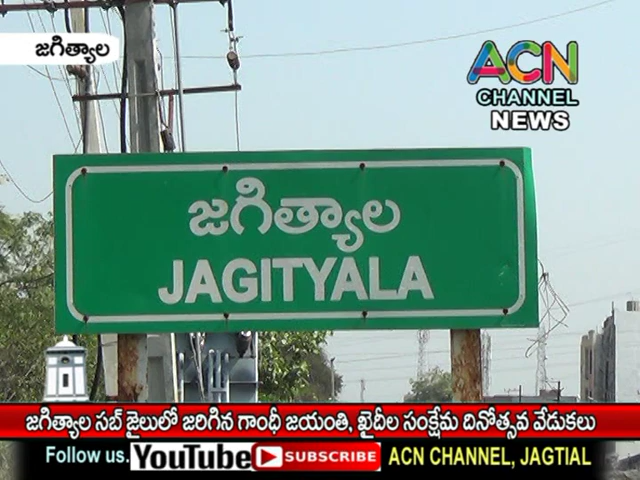 జగిత్యాల
ACN
CHANNEL
NEWS
జగిత్యాల
JAGITYALA
జగిత్యాల సబ్ జైలులో జరిగిన గాంధీ జయంతి, ఖైదీల సంక్షేమ దినోత్సవ వేడుకలు
Follow us. YouTube SUBSCRIBE ACN CHANNEL, JAGTIAL